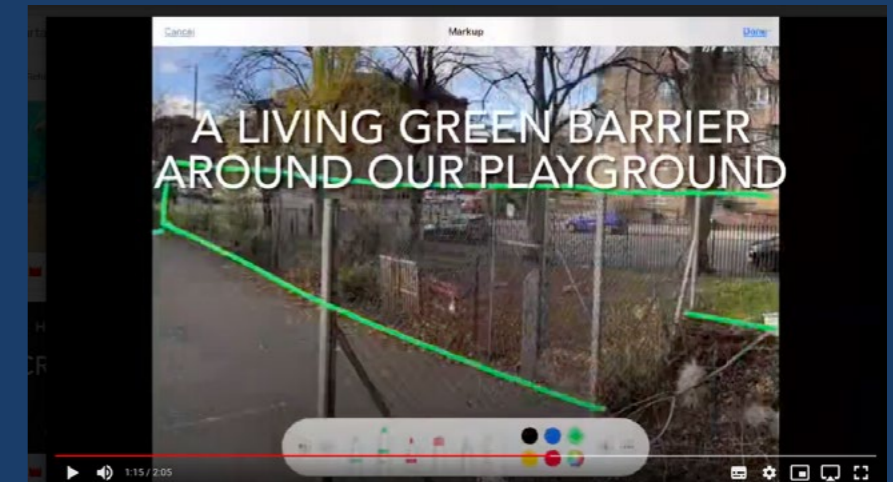 Cancel Markup Done
A LIVING GREEN BARRIER
AROUND OUR PLAYGROUND
1:15 / 2:05